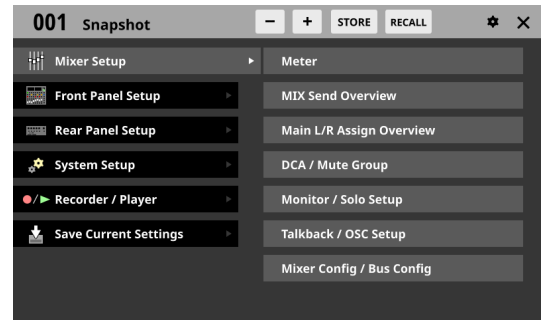 001 Snapshot - + STORE RECALL
Mixer Setup
Front Panel Setup
Rear Panel Setup
System Setup
Recorder / Player
Save Current Settings
Meter
MIX Send Overview
Main L/R Assign Overview
DCA / Mute Group
Monitor / Solo Setup
Talkback / OSC Setup
Mixer Config / Bus Config